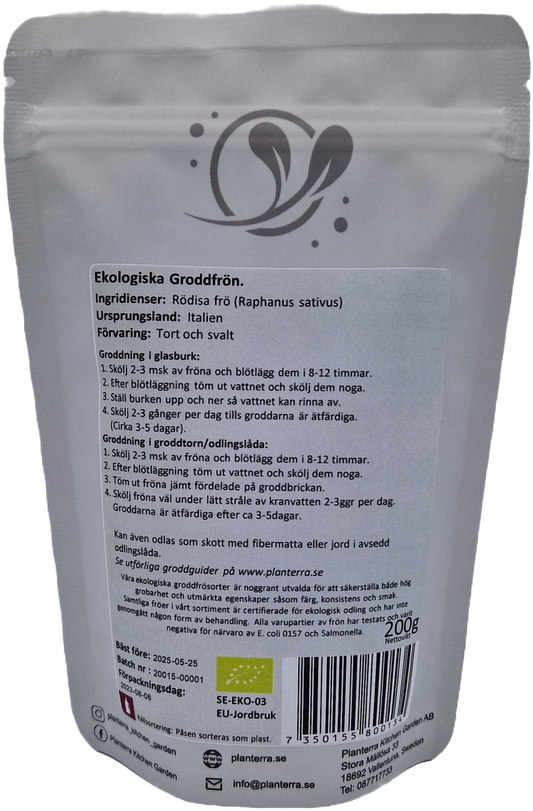 Ekologiska Groddfrön.
Ingridienser: Rödisa frö (Raphanus sativus)
Ursprungsland: Italien
Förvaring: Tort och svalt
Groddning i glasburk:
1. Skölj 2-3 msk av fröna och blötlägg dem i 8-12 timmar.
2. Efter blötläggning töm ut vattnet och skölj dem noga.
3. Ställ burken upp och ner så vattnet kan rinna av.
4. Skölj 2-3 gånger per dag tills groddarna är ätfärdiga.
(Cirka 3-5 dagar).
Groddning i groddtorn/odlingslåda:
1. Skölj 2-3 msk av fröna och blötlägg dem i 8-12 timmar.
2. Efter blötläggning töm ut vattnet och skölj dem noga.
3. Töm ut fröna jämt fördelade på groddbrickan.
4. Skölj fröna väl under lätt stråle av kranvatten 2-3ggr per dag.
Groddarna är ätfärdiga efter ca 3-5dagar.
Kan även odlas som skott med fibermatta eller jord i avsedd
odlingslåda.
Se utförliga groddguider på www.planterra.se
Våra ekologiska groddfrösorter är noggrant utvalda för att säkerställa både hög
grobarhet och utmärkta egenskaper såsom färg, konsistens och smak.
Samtliga fröer i vårt sortiment är certifierade för ekologisk odling och har inte
genomgått någon form av behandling. Alla varupartier av frön har testats och varit
negativa för närvaro av E. coli 0157 och Salmonella.
200g
Nettovikt
Bäst före: 2025-05-25
Batch nr : 20015-00001
Förpackningsdag:
2023-08-08
SE-EKO-03
EU-Jordbruk
Källsortering: Påsen sorteras som plast.
7 350155 800134
planterra_kitchen_garden
Planterra Kitchen Garden
planterra.se
info@planterra.se
Planterra Kitchen Garden AB
Stora Mällösa 33
18692 Vallentuna, Sweden
Tel: 087717733